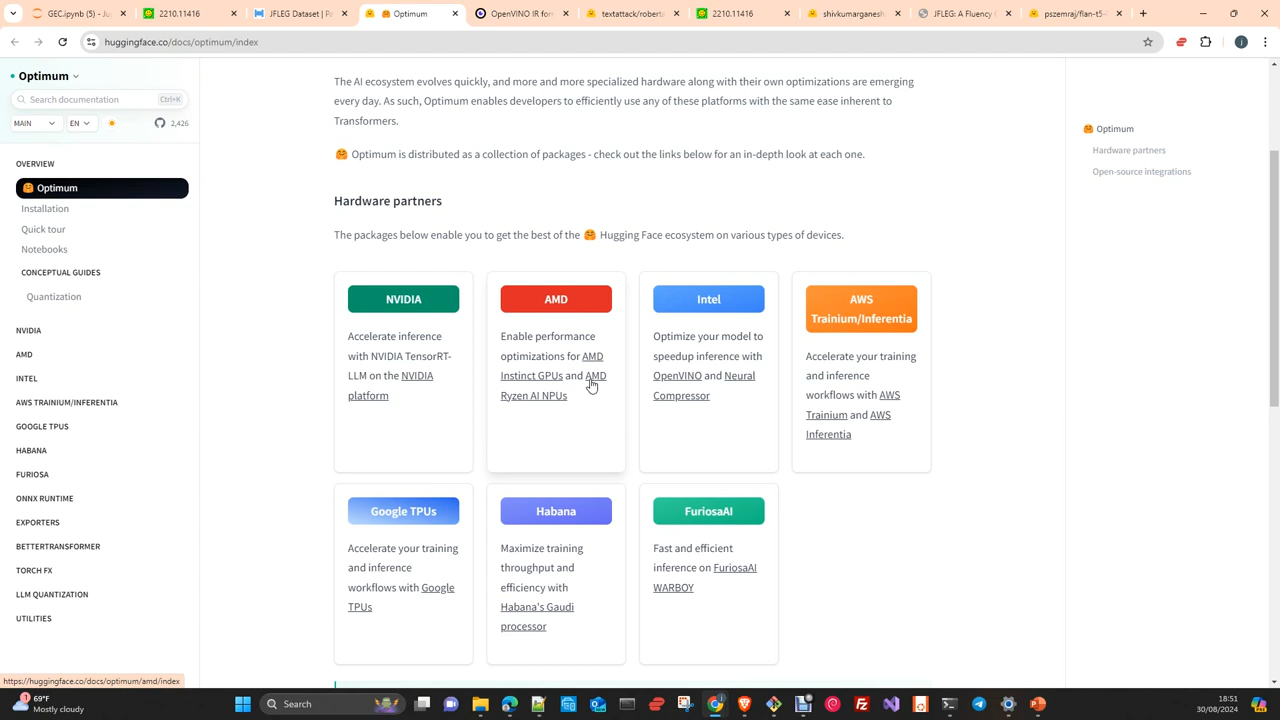 GEC.ipynb (5) - Ju
2210.11416
JFLEG Dataset | Pa
Optimum
OpenVINO IR form
textattack/roberta
2210.11416
shivkumarganesh
JFLEG: A Fluency C
pszemraj/flan-t5-
huggingface.co/docs/optimum/index
Optimum
Search documentation
Ctrl+K
MAIN
EN
2,426
OVERVIEW
Optimum
Installation
Quick tour
Notebooks
CONCEPTUAL GUIDES
Quantization
NVIDIA
AMD
INTEL
AWS TRAINIUM/INFERENTIA
GOOGLE TPUS
HABANA
FURIOSA
ONNX RUNTIME
EXPORTERS
BETTERTRANSFORMER
TORCH FX
LLM QUANTIZATION
UTILITIES
The AI ecosystem evolves quickly, and more and more specialized hardware along with their own optimizations are emerging
every day. As such, Optimum enables developers to efficiently use any of these platforms with the same ease inherent to
Transformers.
Optimum is distributed as a collection of packages - check out the links below for an in-depth look at each one.
Hardware partners
The packages below enable you to get the best of the 🤗 Hugging Face ecosystem on various types of devices.
NVIDIA
Accelerate inference
with NVIDIA TensorRT-
LLM on the NVIDIA
platform
AMD
Enable performance
optimizations for AMD
Instinct GPUs and AMD
Ryzen AI NPUs
Intel
Optimize your model to
speedup inference with
OpenVINO and Neural
Compressor
AWS
Trainium/Inferentia
Accelerate your training
and inference
workflows with AWS
Trainium and AWS
Inferentia
Google TPUs
Accelerate your training
and inference
workflows with Google
TPUs
Habana
Maximize training
throughput and
efficiency with
Habana's Gaudi
processor
FuriosaAI
Fast and efficient
inference on FuriosaAI
WARBOY
Optimum
Hardware partners
Open-source integrations
https://huggingface.co/docs/optimum/amd/index
1
69°F
Mostly cloudy
Search
18:51
30/08/2024